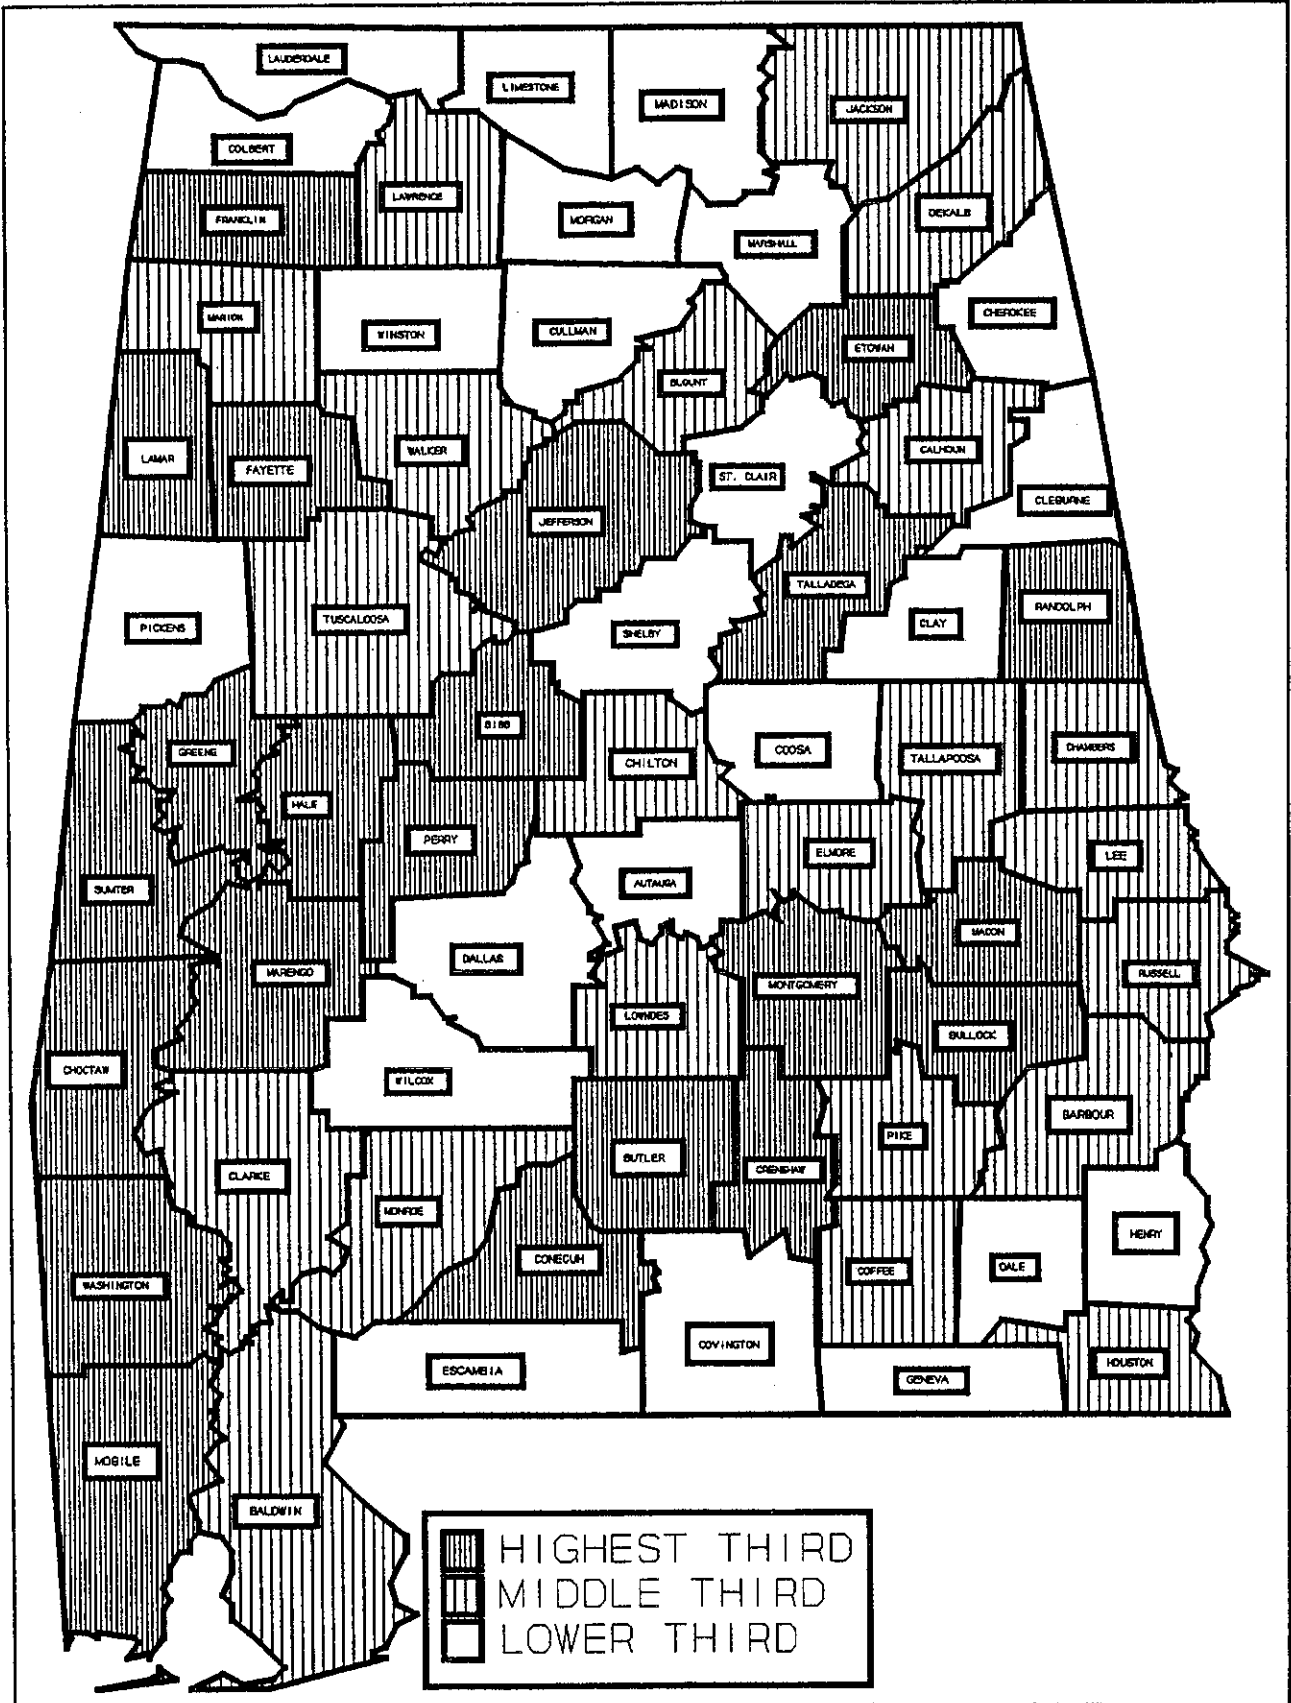 LAUDERDALE
LIMESTONE
MADISON
JACKSON
COLBERT
LAWRENCE
FRANKLIN
MORGAN
DEKALB
MARSHALL
MARION
WINSTON
CULLMAN
CHEROKEE
ETOWAH
BLOUNT
LAMAR
FAYETTE
WALKER
CALHOUN
ST. CLAIR
CLEBURNE
JEFFERSON
TALLADEGA
RANDOLPH
PICKENS
TUSCALOOSA
SHELBY
CLAY
BIBB
GREENE
CHILTON
COOSA
TALLAPOOSA
CHAMBERS
HALE
PERRY
ELMORE
LEE
SUMTER
AUTAUGA
MACON
MARENGO
DALLAS
MONTGOMERY
RUSSELL
LOWNDES
BULLOCK
CHOCTAW
WILCOX
BARBOUR
PIKE
BUTLER
CRENSHAW
CLARKE
MONROE
HENRY
WASHINGTON
CONECUH
COFFEE
DALE
COVINGTON
ESCAMBIA
GENEVA
HOUSTON
MOBILE
BALDWIN
HIGHEST THIRD
MIDDLE THIRD
LOWER THIRD